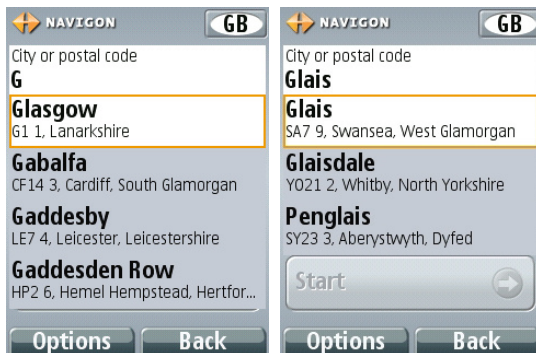 NAVIGON
GB
City or postal code
G
Glasgow
G1 1, Lanarkshire
Gabalfa
CF14 3, Cardiff, South Glamorgan
Gaddesby
LE7 4, Leicester, Leicestershire
Gaddesden Row
HP2 6, Hemel Hempstead, Hertfor...
Options
Back
NAVIGON
GB
City or postal code
Glais
Glais
SA7 9, Swansea, West Glamorgan
Glaisdale
YO21 2, Whitby, North Yorkshire
Penglais
SY23 3, Aberystwyth, Dyfed
Start
Options
Back